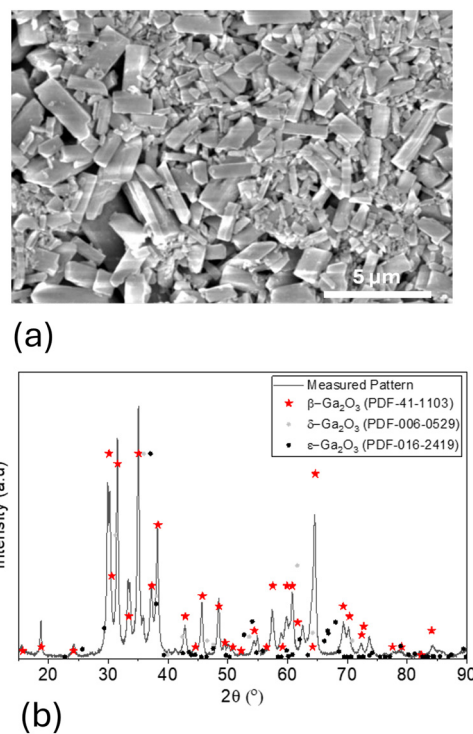 5 µm
(a)
Measured Pattern
β–Ga₂O₃ (PDF-41-1103)
δ–Ga₂O₃ (PDF-006-0529)
ε–Ga₂O₃ (PDF-016-2419)
Intensity (a.u)
20 30 40 50 60 70 80 90
2θ (°)
(b)